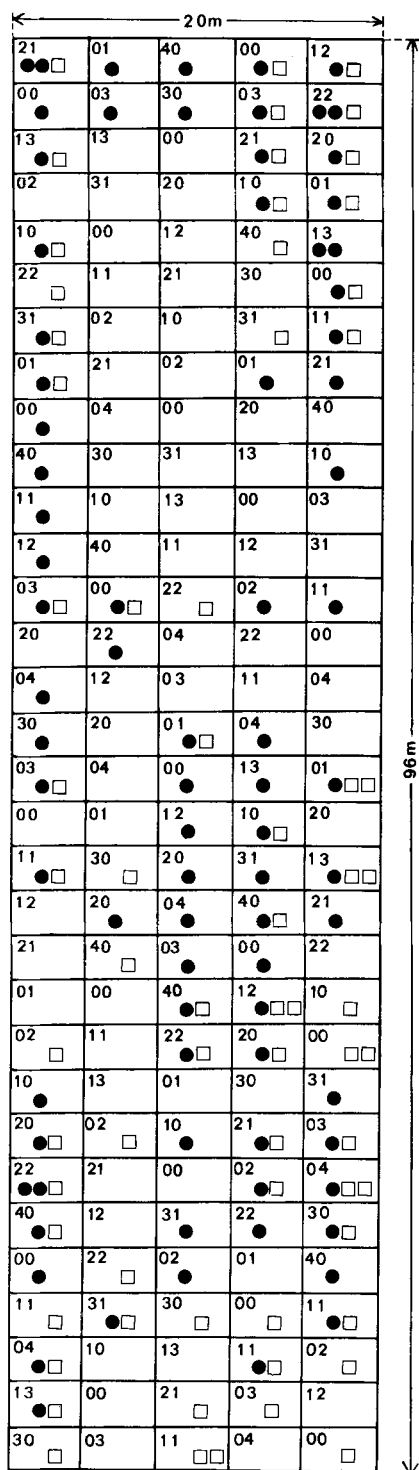 20m
21 01 40 00 12
00 03 30 03 22
13 13 00 21 20
02 31 20 10 01
10 00 12 40 13
22 11 21 30 00
31 02 10 31 11
01 21 02 01 21
00 04 00 20 40
40 30 31 13 10
11 10 13 00 03
12 40 11 12 31
03 00 22 02 11
20 22 04 22 00
04 12 03 11 04
30 20 01 04 30
03 04 00 13 01
00 01 12 10 20
11 30 20 31 13
12 20 04 40 21
21 40 03 00 22
01 00 40 12 10
02 11 22 20 00
10 13 01 30 31
20 02 10 21 03
22 21 00 02 04
40 12 31 22 30
00 22 02 01 40
11 31 30 00 11
04 10 13 11 02
13 00 21 03 12
30 03 11 04 00
96m